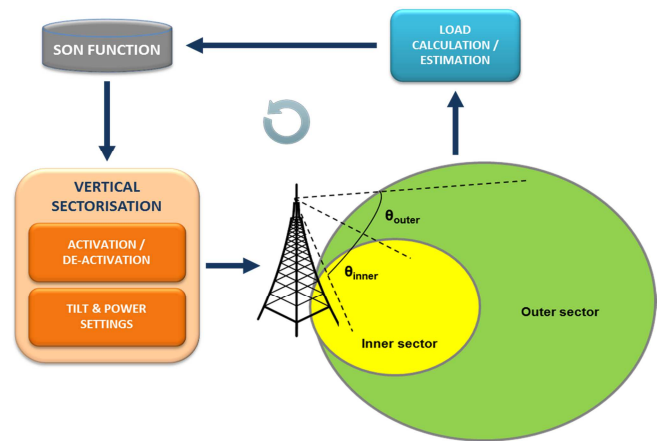 SON FUNCTION
LOAD
CALCULATION /
ESTIMATION
VERTICAL
SECTORISATION
ACTIVATION /
DE-ACTIVATION
TILT & POWER
SETTINGS
θouter
θinner
Outer sector
Inner sector